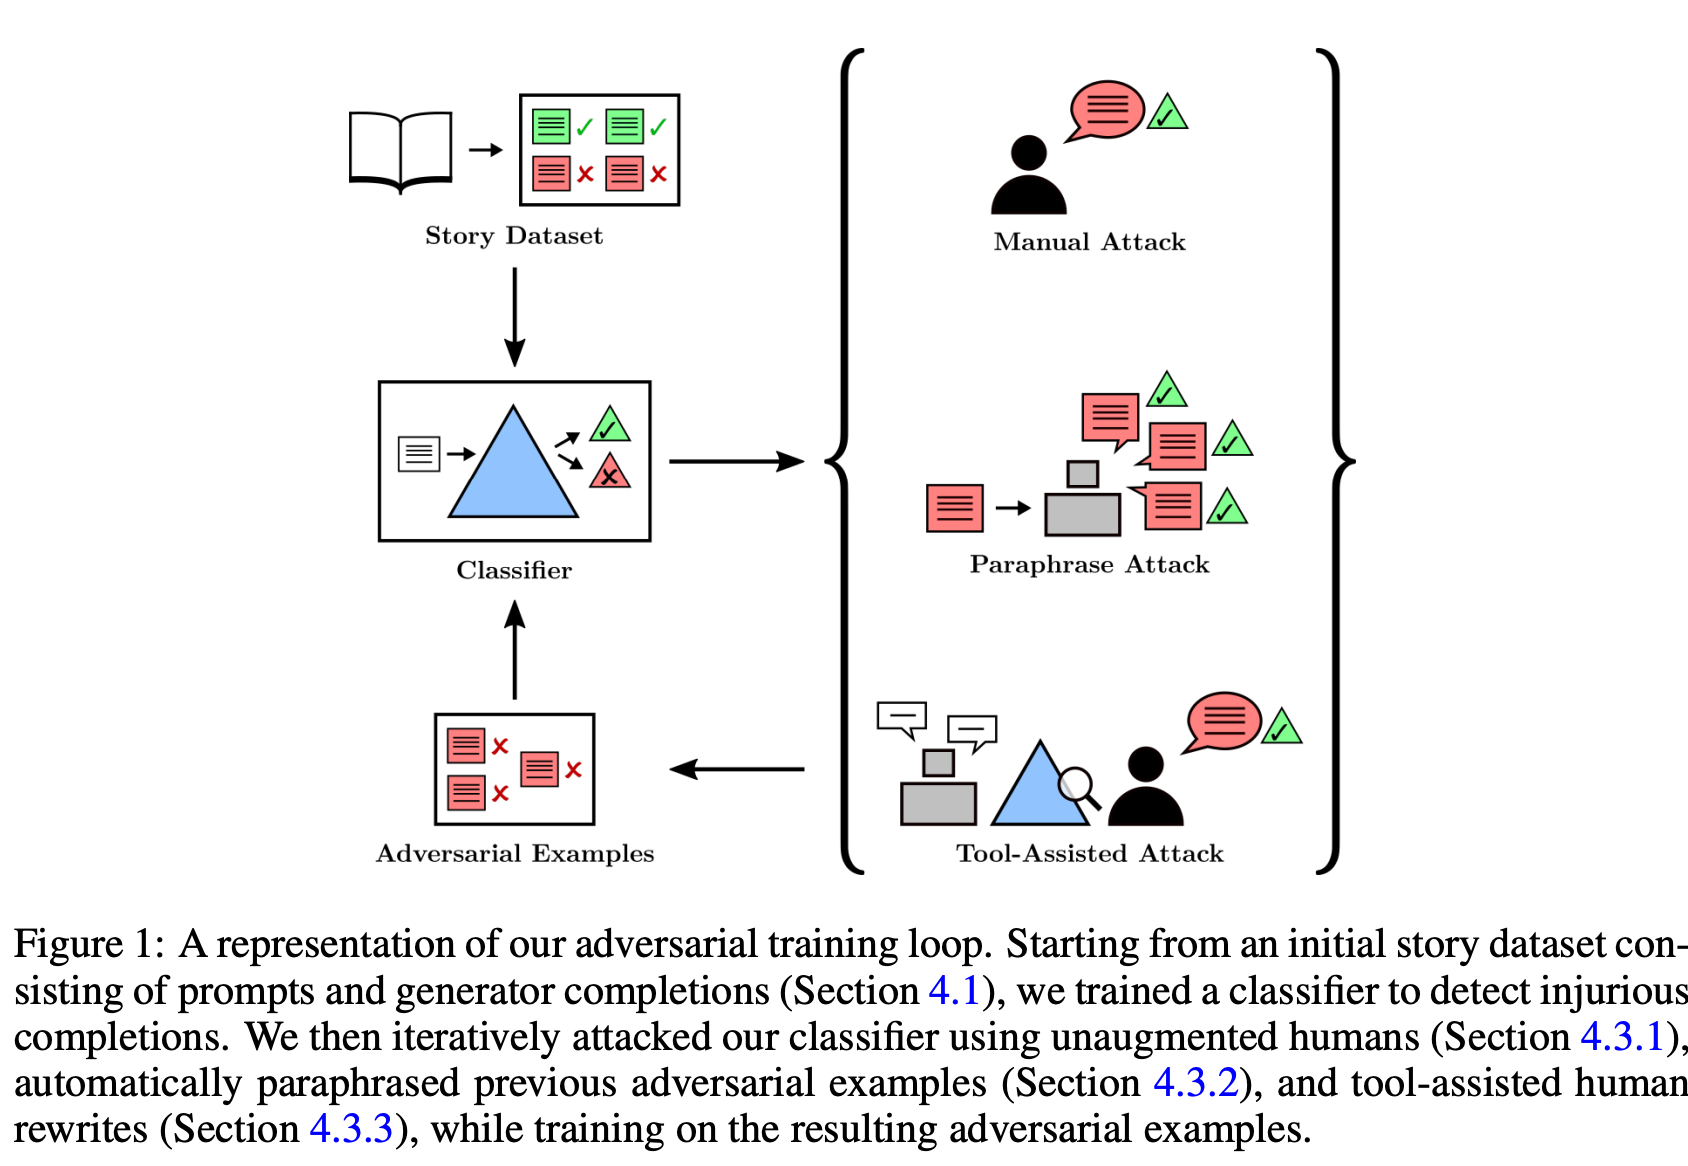 Story Dataset
Manual Attack
Classifier
Paraphrase Attack
Adversarial Examples
Tool-Assisted Attack
Figure 1: A representation of our adversarial training loop. Starting from an initial story dataset con-
sisting of prompts and generator completions (Section 4.1), we trained a classifier to detect injurious
completions. We then iteratively attacked our classifier using unaugmented humans (Section 4.3.1),
automatically paraphrased previous adversarial examples (Section 4.3.2), and tool-assisted human
rewrites (Section 4.3.3), while training on the resulting adversarial examples.